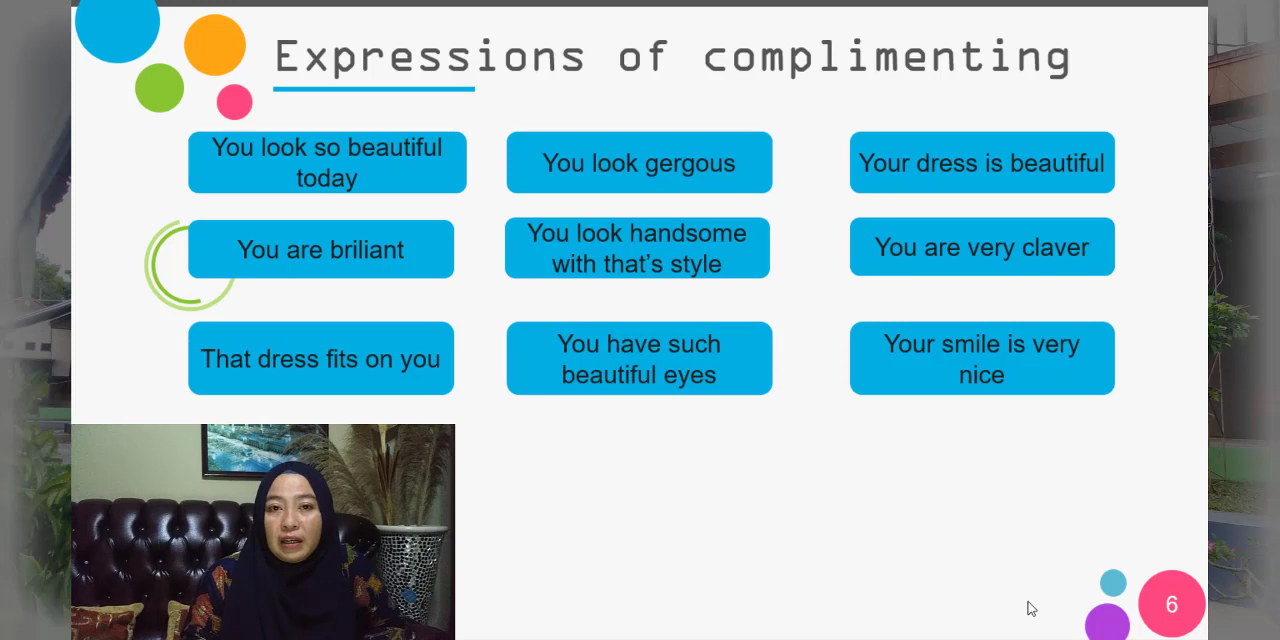 Expressions of complimenting
You look so beautiful
today
You look gergous
Your dress is beautiful
You are briliant
You look handsome
with that's style
You are very claver
That dress fits on you
You have such
beautiful eyes
Your smile is very
nice
6